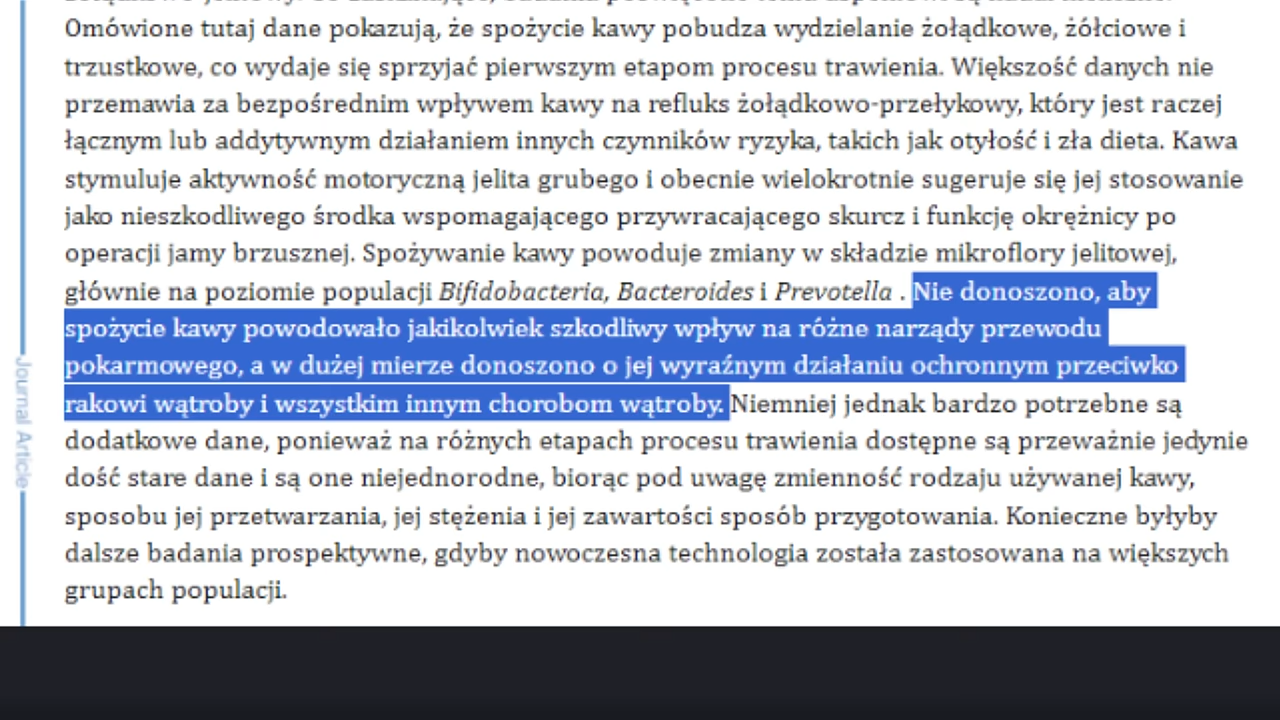 Omówione tutaj dane pokazują, że spożycie kawy pobudza wydzielanie żołądkowe, żółciowe i
trzustkowe, co wydaje się sprzyjać pierwszym etapom procesu trawienia. Większość danych nie
przemawia za bezpośrednim wpływem kawy na refluks żołądkowo-przełykowy, który jest raczej
łącznym lub addytywnym działaniem innych czynników ryzyka, takich jak otyłość i zła dieta. Kawa
stymuluje aktywność motoryczną jelita grubego i obecnie wielokrotnie sugeruje się jej stosowanie
jako nieszkodliwego środka wspomagającego przywracającego skurcz i funkcję okrężnicy po
operacji jamy brzusznej. Spożywanie kawy powoduje zmiany w składzie mikroflory jelitowej,
głównie na poziomie populacji Bifidobacteria, Bacteroides i Prevotella . Nie donoszono, aby
spożycie kawy powodowało jakikolwiek szkodliwy wpływ na różne narządy przewodu
pokarmowego, a w dużej mierze donoszono o jej wyraźnym działaniu ochronnym przeciwko
rakowi wątroby i wszystkim innym chorobom wątroby. Niemniej jednak bardzo potrzebne są
dodatkowe dane, ponieważ na różnych etapach procesu trawienia dostępne są przeważnie jedynie
dość stare dane i są one niejednorodne, biorąc pod uwagę zmienność rodzaju używanej kawy,
sposobu jej przetwarzania, jej stężenia i jej zawartości sposób przygotowania. Konieczne byłyby
dalsze badania prospektywne, gdyby nowoczesna technologia została zastosowana na większych
grupach populacji.
Journal Article